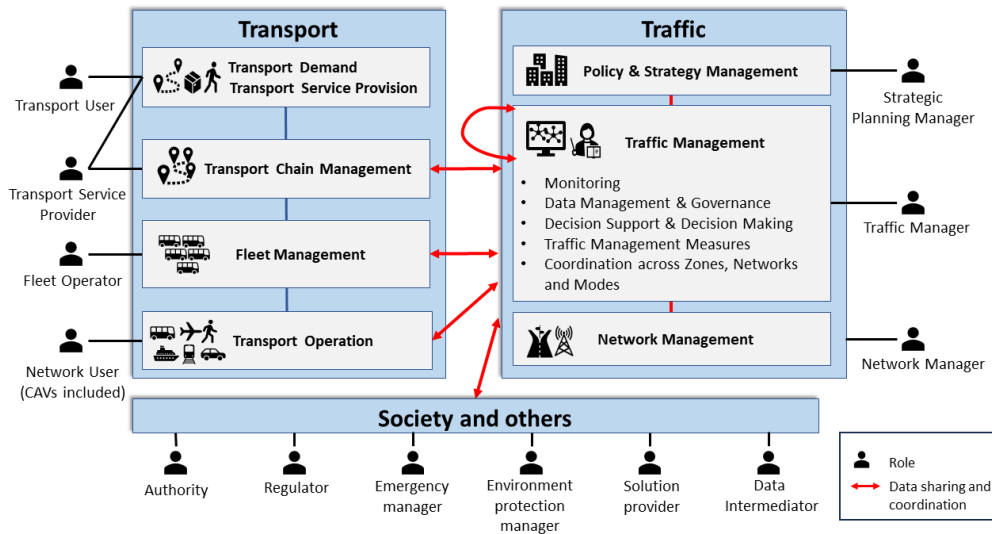 Transport
Transport Demand
Transport Service Provision
Transport Chain Management
Fleet Management
Transport Operation
Transport User
Transport Service
Provider
Fleet Operator
Network User
(CAVs included)
Traffic
Policy & Strategy Management
Traffic Management
• Monitoring
• Data Management & Governance
• Decision Support & Decision Making
• Traffic Management Measures
• Coordination across Zones, Networks
and Modes
Network Management
Strategic
Planning Manager
Traffic Manager
Network Manager
Society and others
Authority
Regulator
Emergency
manager
Environment
protection
manager
Solution
provider
Data
Intermediator
Role
Data sharing and
coordination